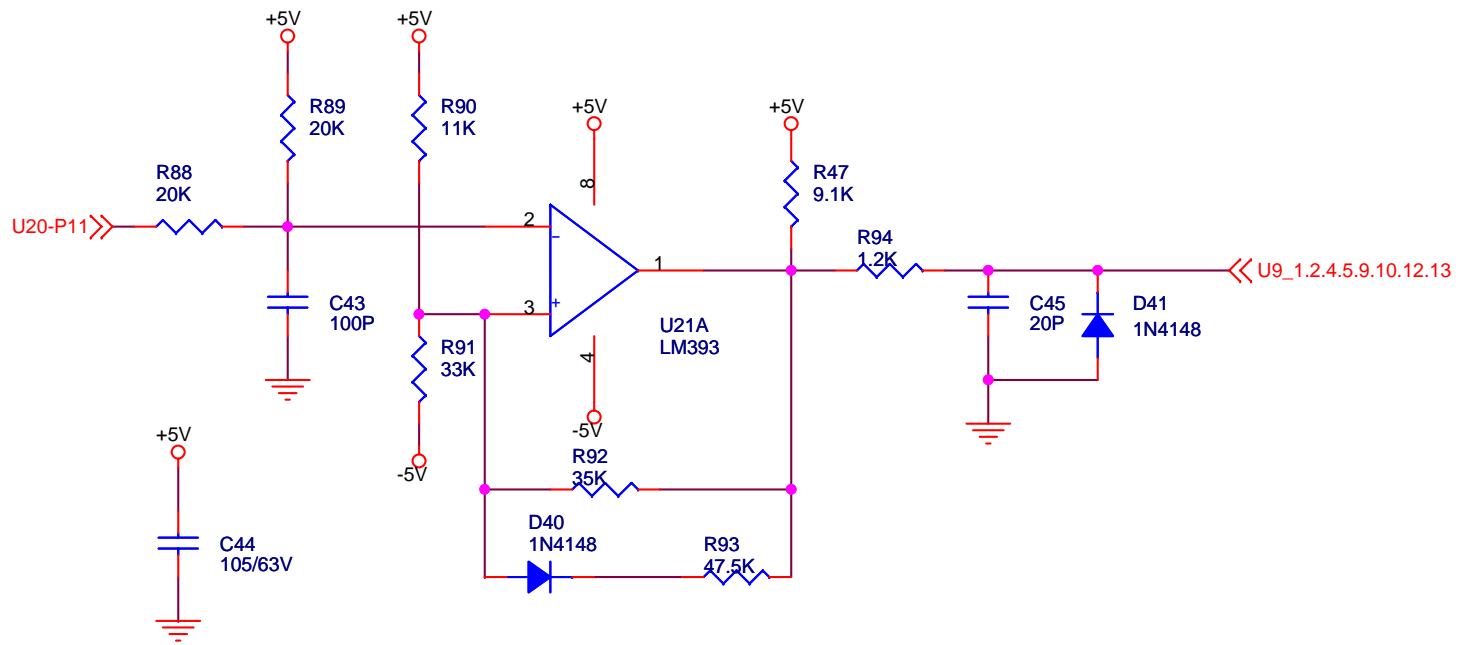 +5V
+5V
R89
20K
R90
11K
+5V
+5V
R88
20K
8
R47
9.1K
U20-P11
2
−
R94
1.2K
1
U9_1.2.4.5.9.10.12.13
C43
100P
3
+
U21A
LM393
C45
20P
D41
1N4148
R91
33K
4
-5V
+5V
-5V
R92
35K
C44
105/63V
D40
1N4148
R93
47.5K